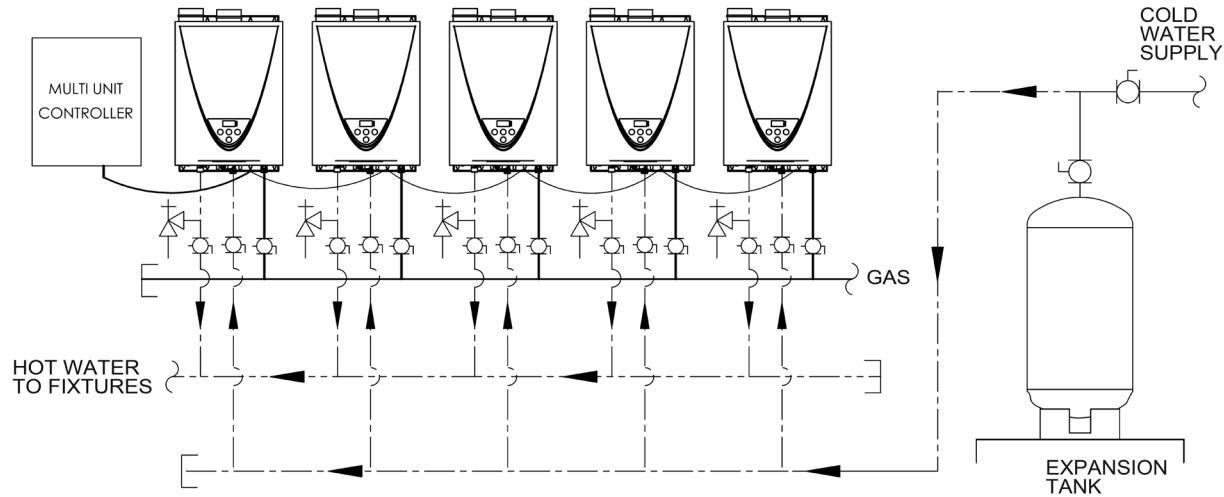 COLD
WATER
SUPPLY
MULTI UNIT
CONTROLLER
GAS
HOT WATER
TO FIXTURES
EXPANSION
TANK